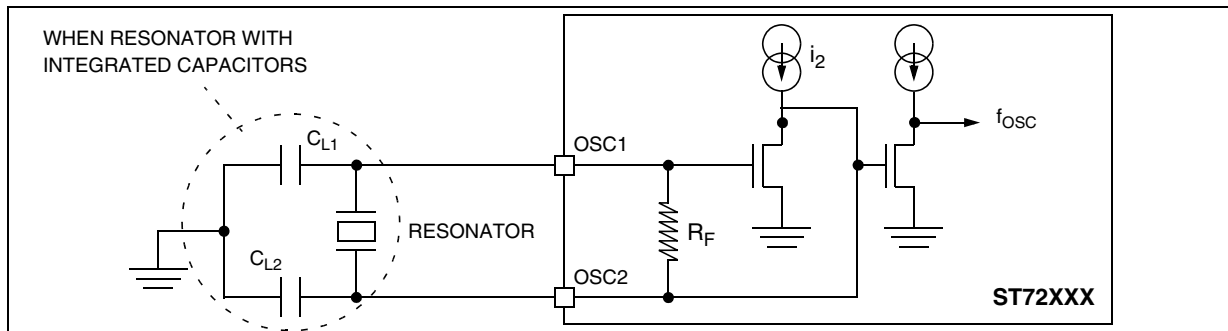 WHEN RESONATOR WITH
INTEGRATED CAPACITORS
i2
fOSC
CL1
OSC1
RESONATOR
RF
CL2
OSC2
ST72XXX